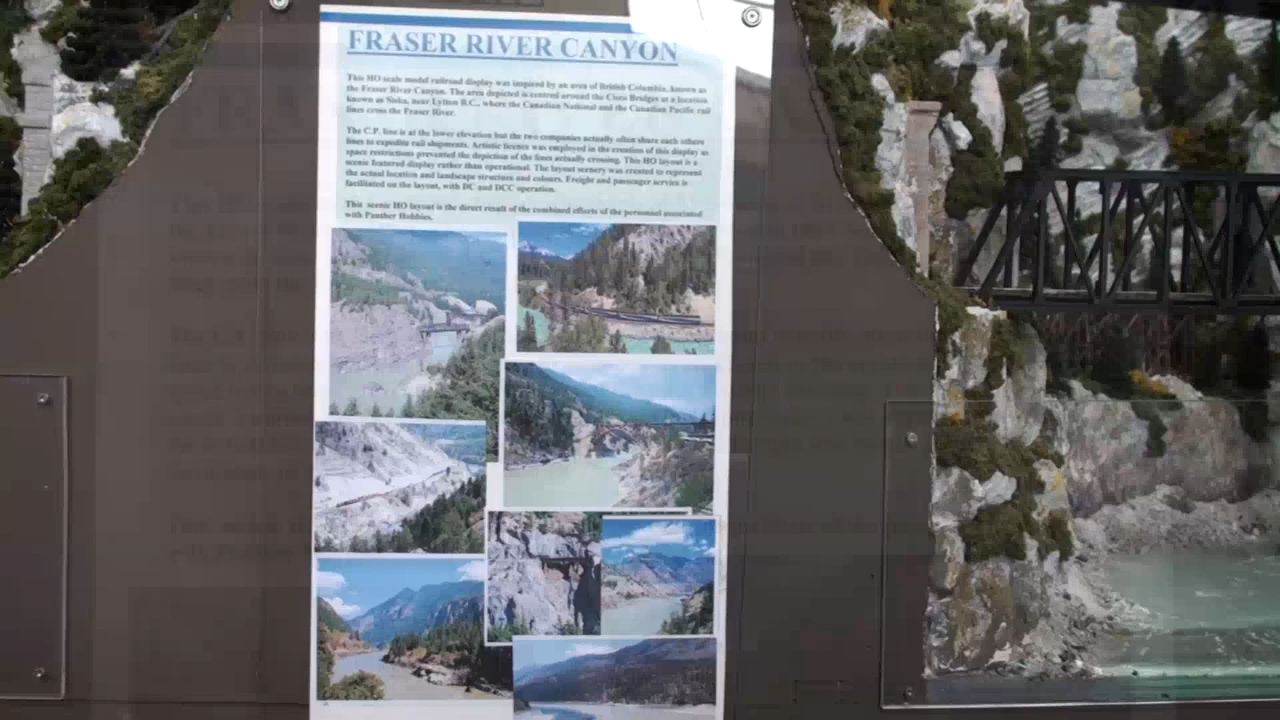 FRASER RIVER CANYON
This HO scale model railroad display was inspired by an area of British Columbia, known as
the Fraser River Canyon. The area depicted is centred around the Cisco Bridges at a location
known as Siska, near Lytton B.C., where the Canadian National and the Canadian Pacific rail
lines cross the Fraser River.
The C.P. line is at the lower elevation but the two companies actually often share each others
lines to expedite rail shipments. Artistic licence was employed in the creation of this display as
space restrictions prevented the depiction of the lines actually crossing. This HO layout is a
scenic featured display rather than operational. The layout scenery was created to represent
the actual location and landscape structure and colours. Freight and passenger service is
facilitated on the layout, with DC and DCC operation.
This scenic HO layout is the direct result of the combined efforts of the personnel associated
with Panther Hobbies.